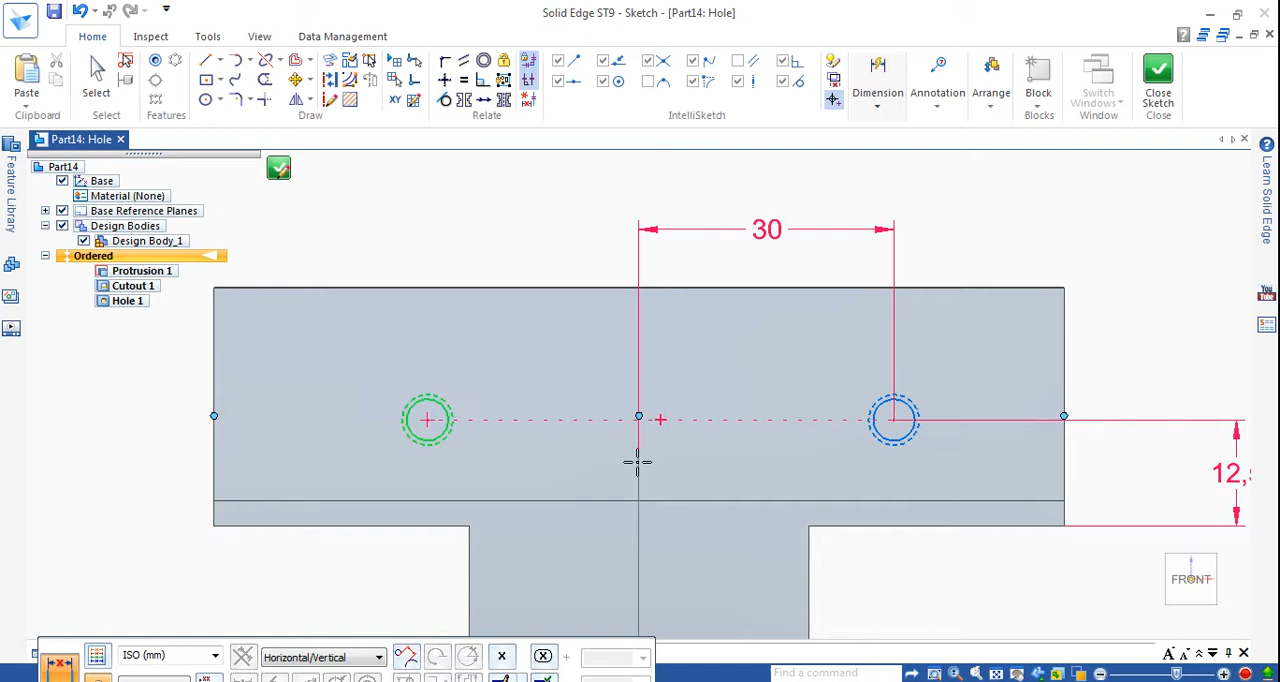 Solid Edge ST9 - Sketch - [Part14: Hole]
Home Inspect Tools View Data Management
Paste
Select
Dimension
Annotation
Arrange
Block
Switch Windows
Close Sketch
Clipboard Select Features Draw Relate IntelliSketch Blocks Window Close
Part14: Hole
Feature Library
Part14
Base
Material (None)
Base Reference Planes
Design Bodies
Design Body_1
Ordered
Protrusion 1
Cutout 1
Hole 1
30
FRONT
Learn Solid Edge
You Tube
ISO (mm)
Horizontal/Vertical
Find a command